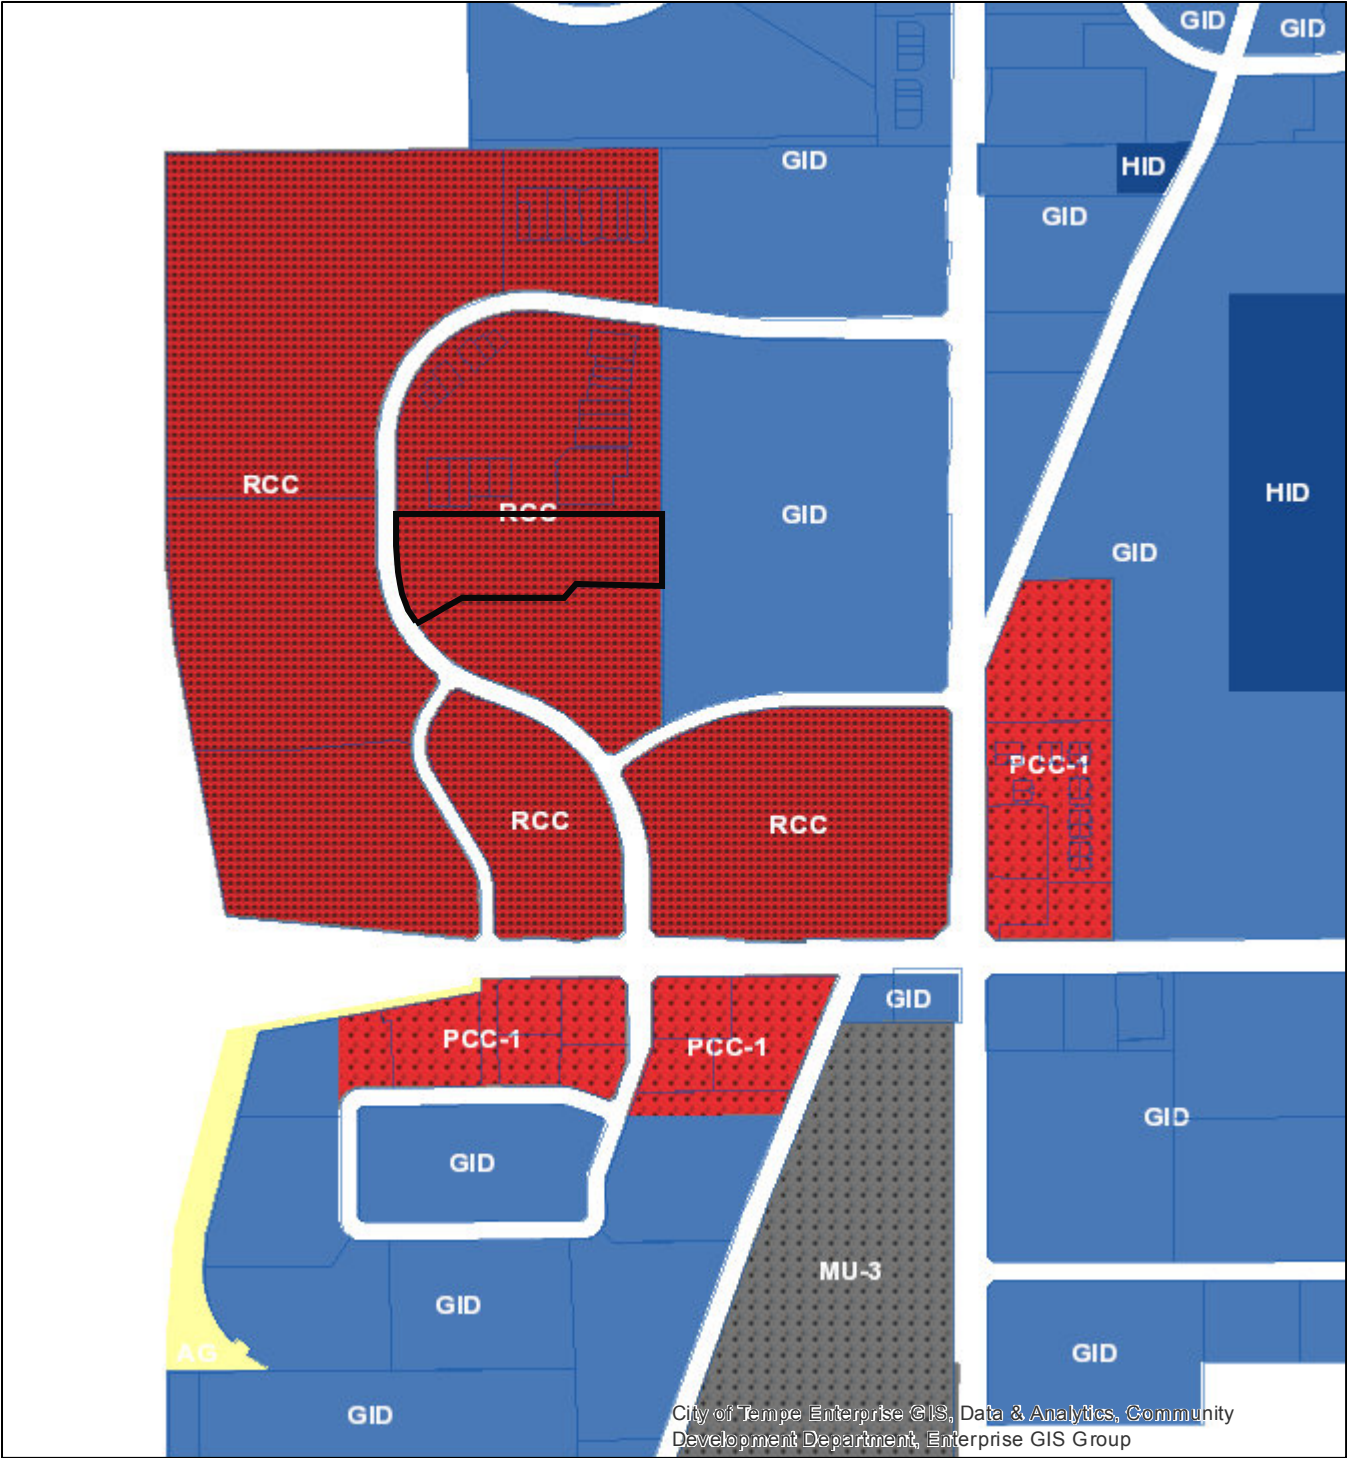 GID
GID
GID
HID
GID
RCC
RCC
GID
HID
GID
PCC-1
RCC
RCC
GID
PCC-1
PCC-1
GID
GID
MU-3
GID
AG
GID
GID
City of Tempe Enterprise GIS, Data & Analytics, Community
Development Department, Enterprise GIS Group